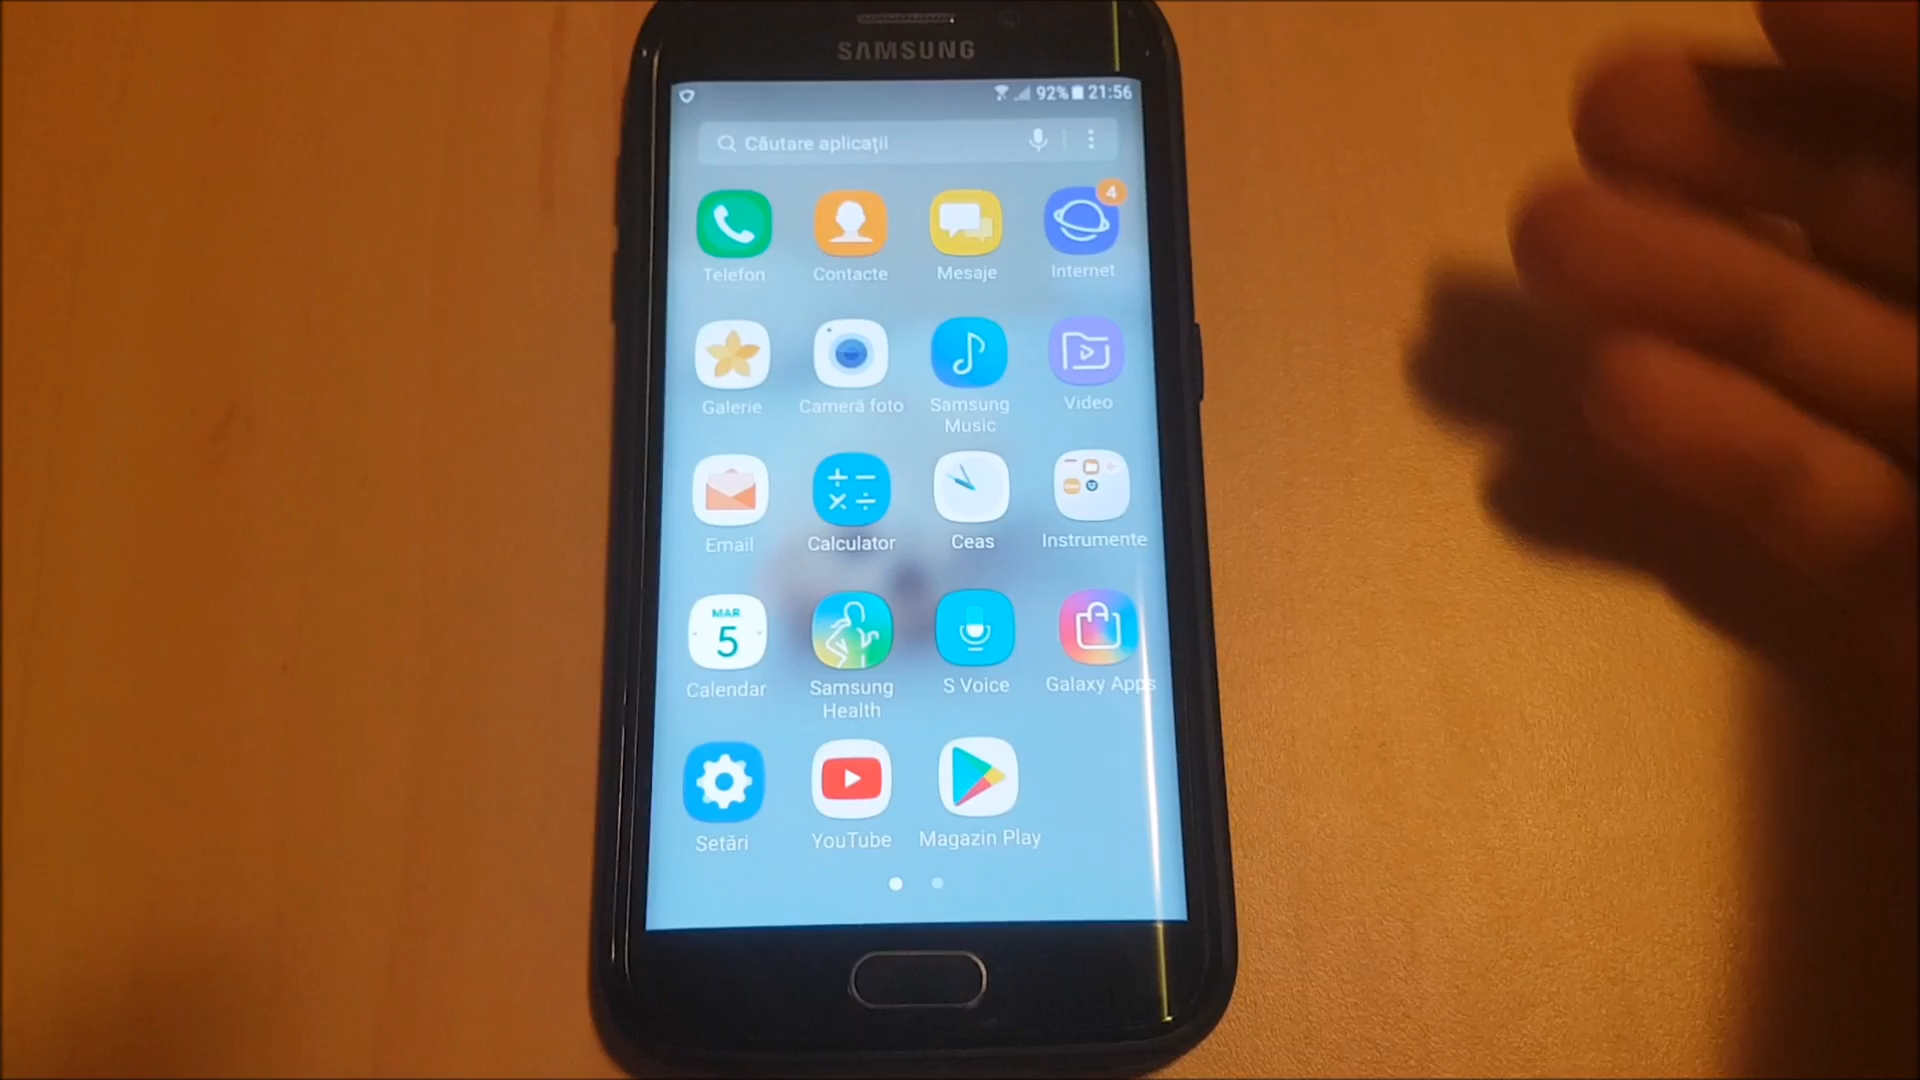 SAMSUNG
92% 21:56
Căutare aplicaţii
4
Telefon Contacte Mesaje Internet
Galerie Cameră foto Samsung Music Video
Email Calculator Ceas Instrumente
MAR
5
Calendar Samsung Health S Voice Galaxy Apps
Setări YouTube Magazin Play